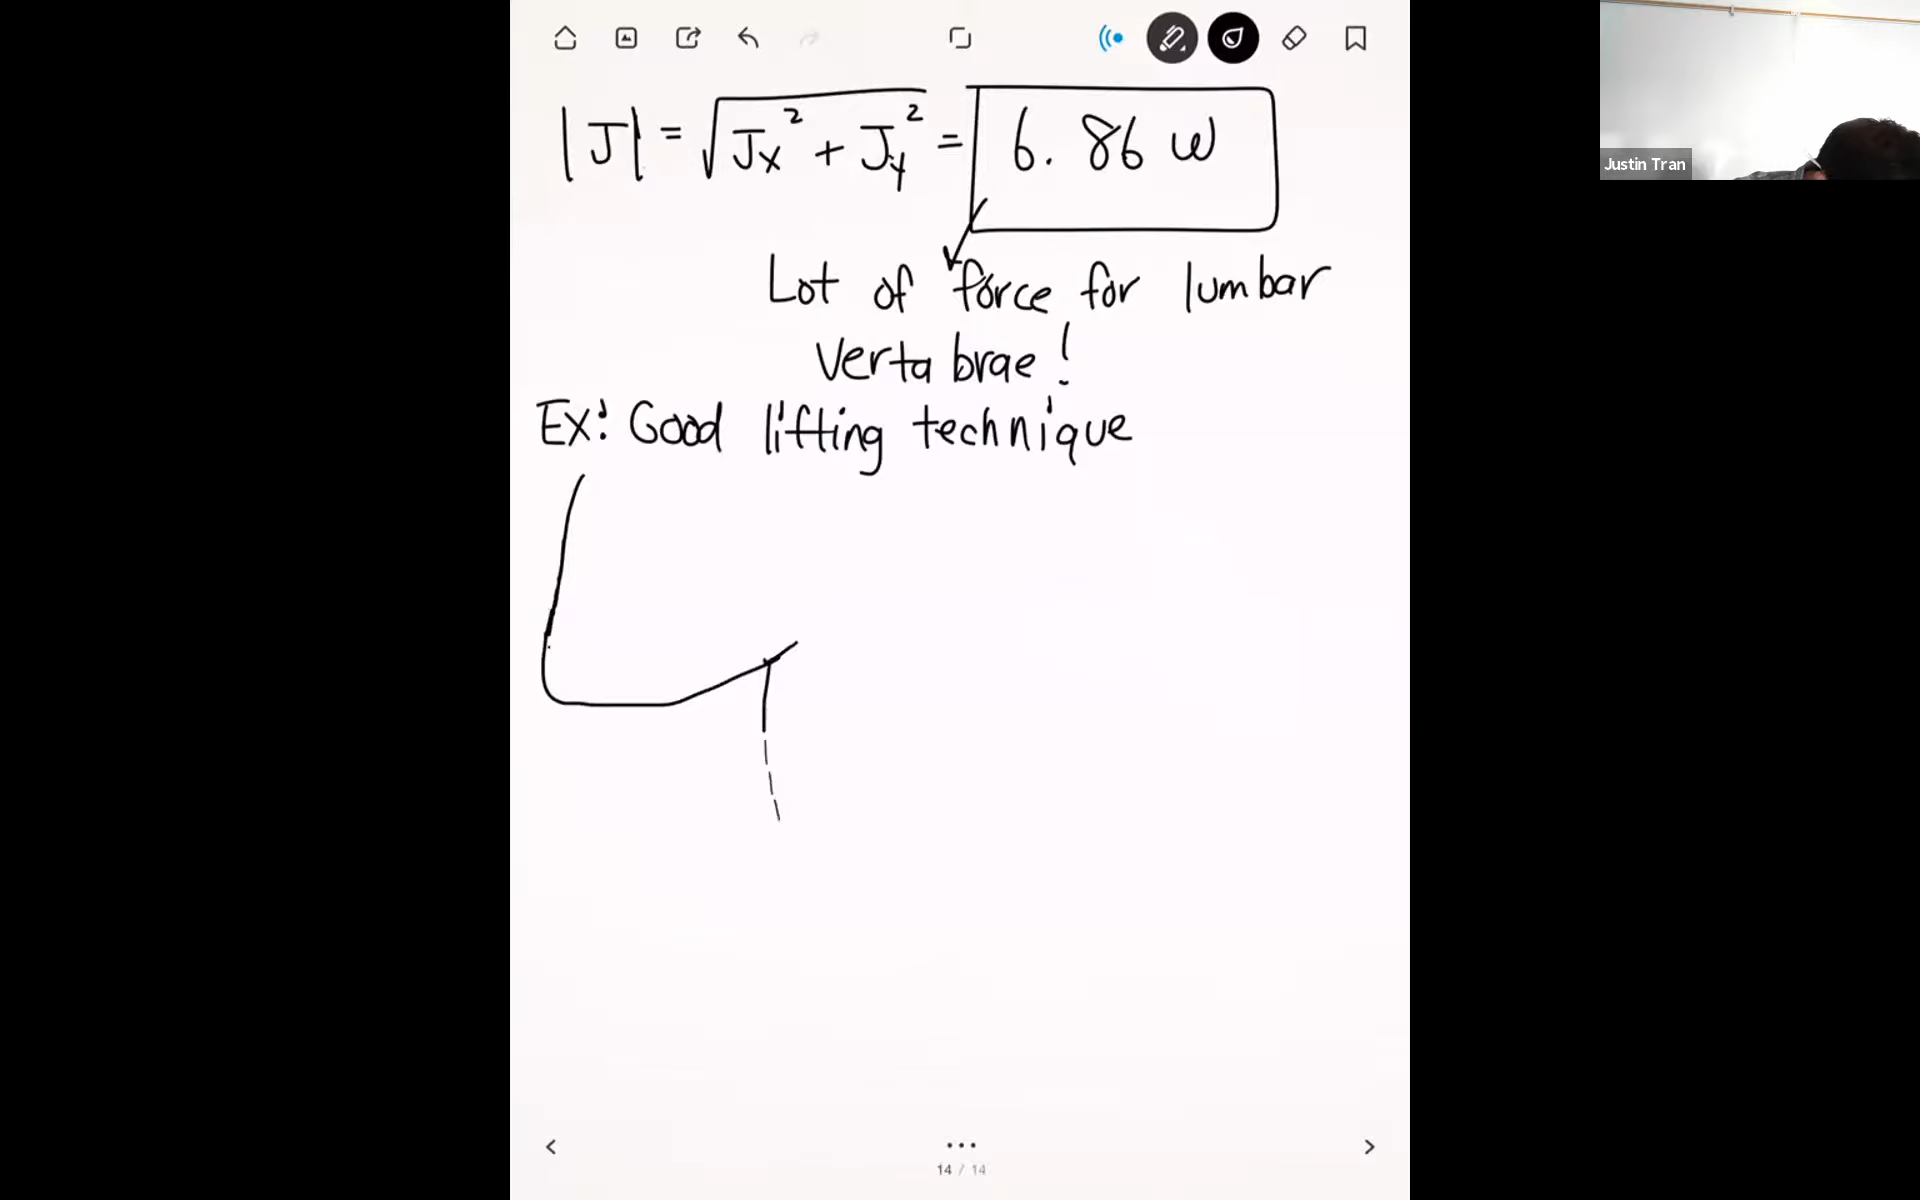 |J| = √Jx² + Jy² = 6.86 w
Justin Tran
Lot of force for lumbar
vertabrae!
Ex: Good lifting technique
14 / 14